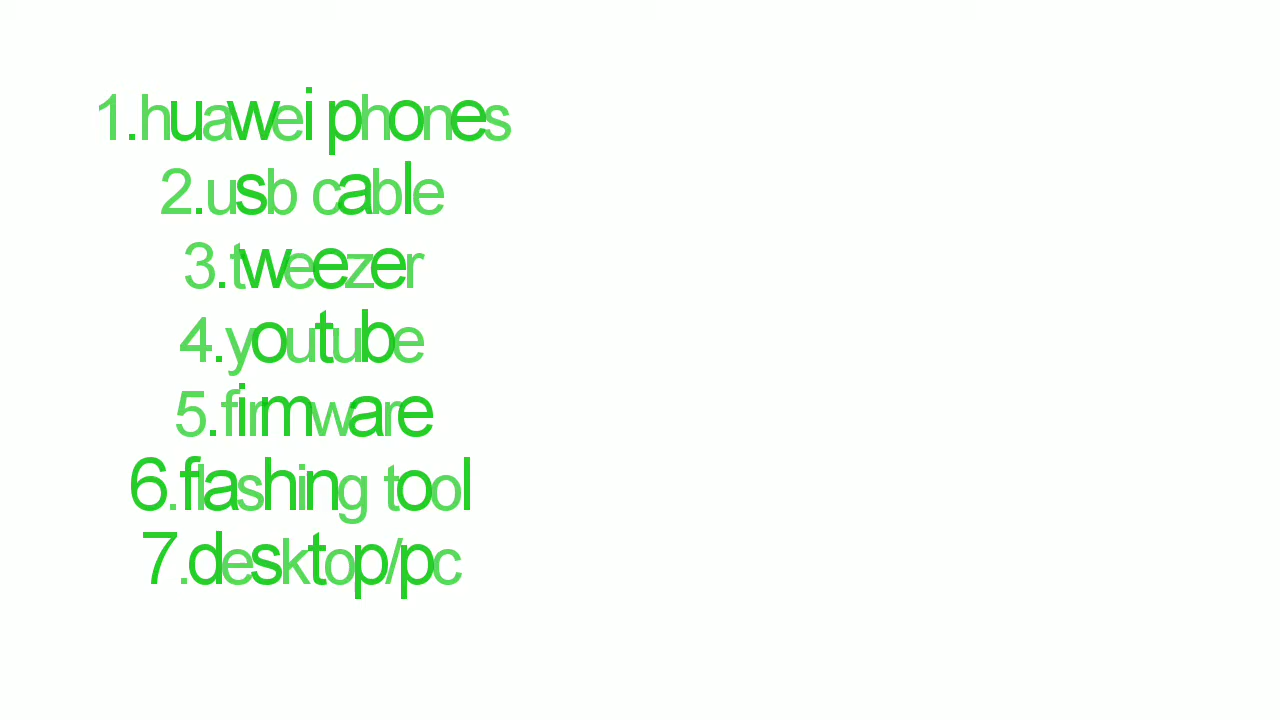 1.huawei phones
2.usb cable
3.tweezer
4.youtube
5.firmware
6.flashing tool
7.desktop/pc